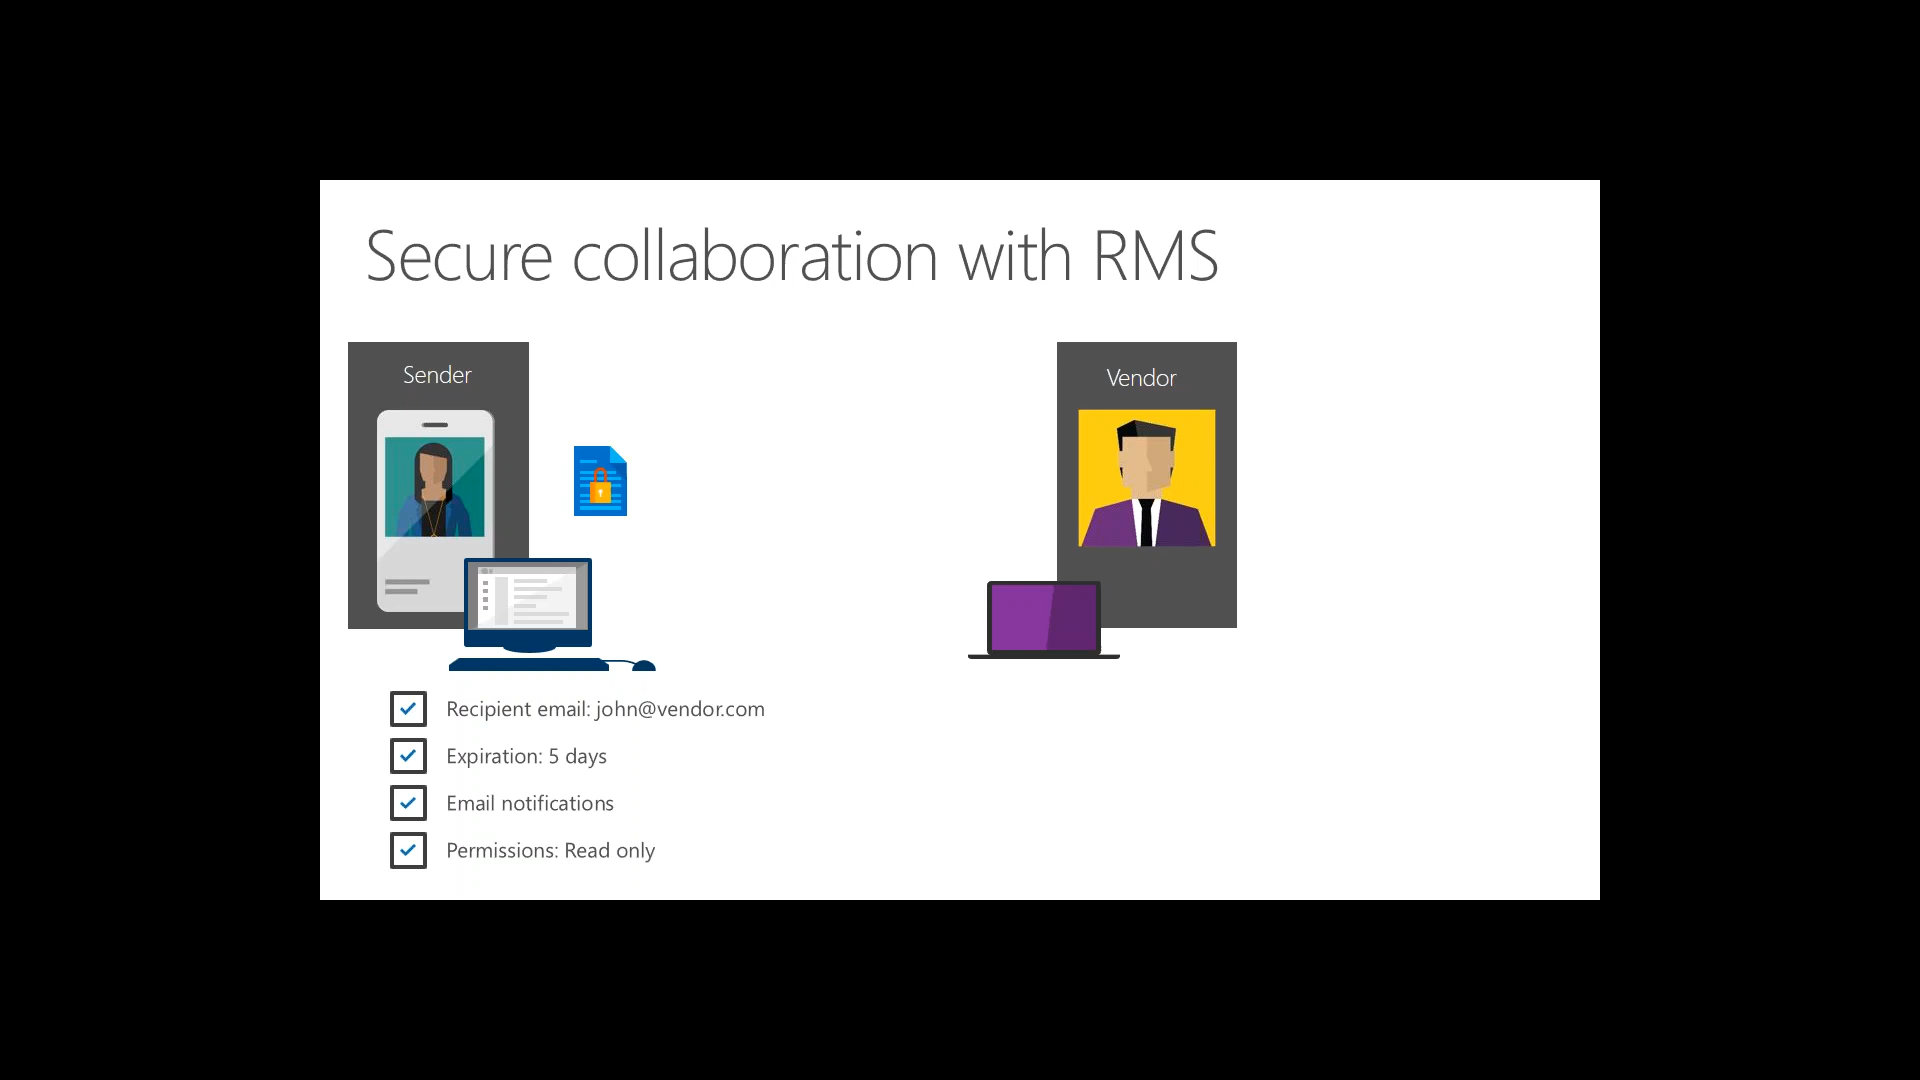 Secure collaboration with RMS
Sender
Vendor
Recipient email: john@vendor.com
Expiration: 5 days
Email notifications
Permissions: Read only